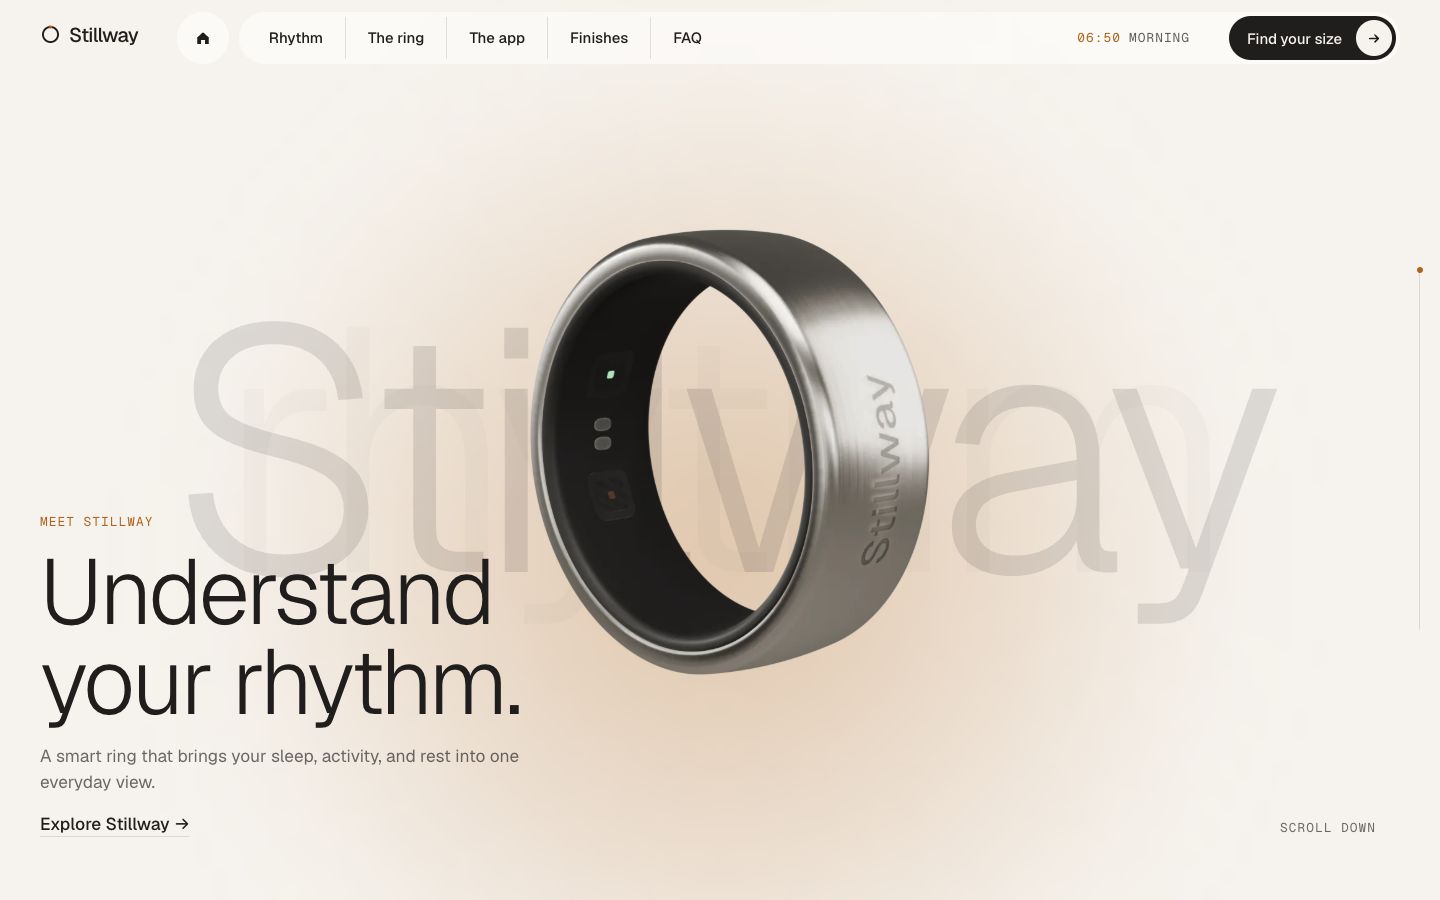 Stillway
Rhythm
The ring
The app
Finishes
FAQ
06:50 MORNING
Find your size →
Stillway
Stillway
MEET STILLWAY
Understand
your rhythm.
A smart ring that brings your sleep, activity, and rest into one
everyday view.
Explore Stillway →
SCROLL DOWN